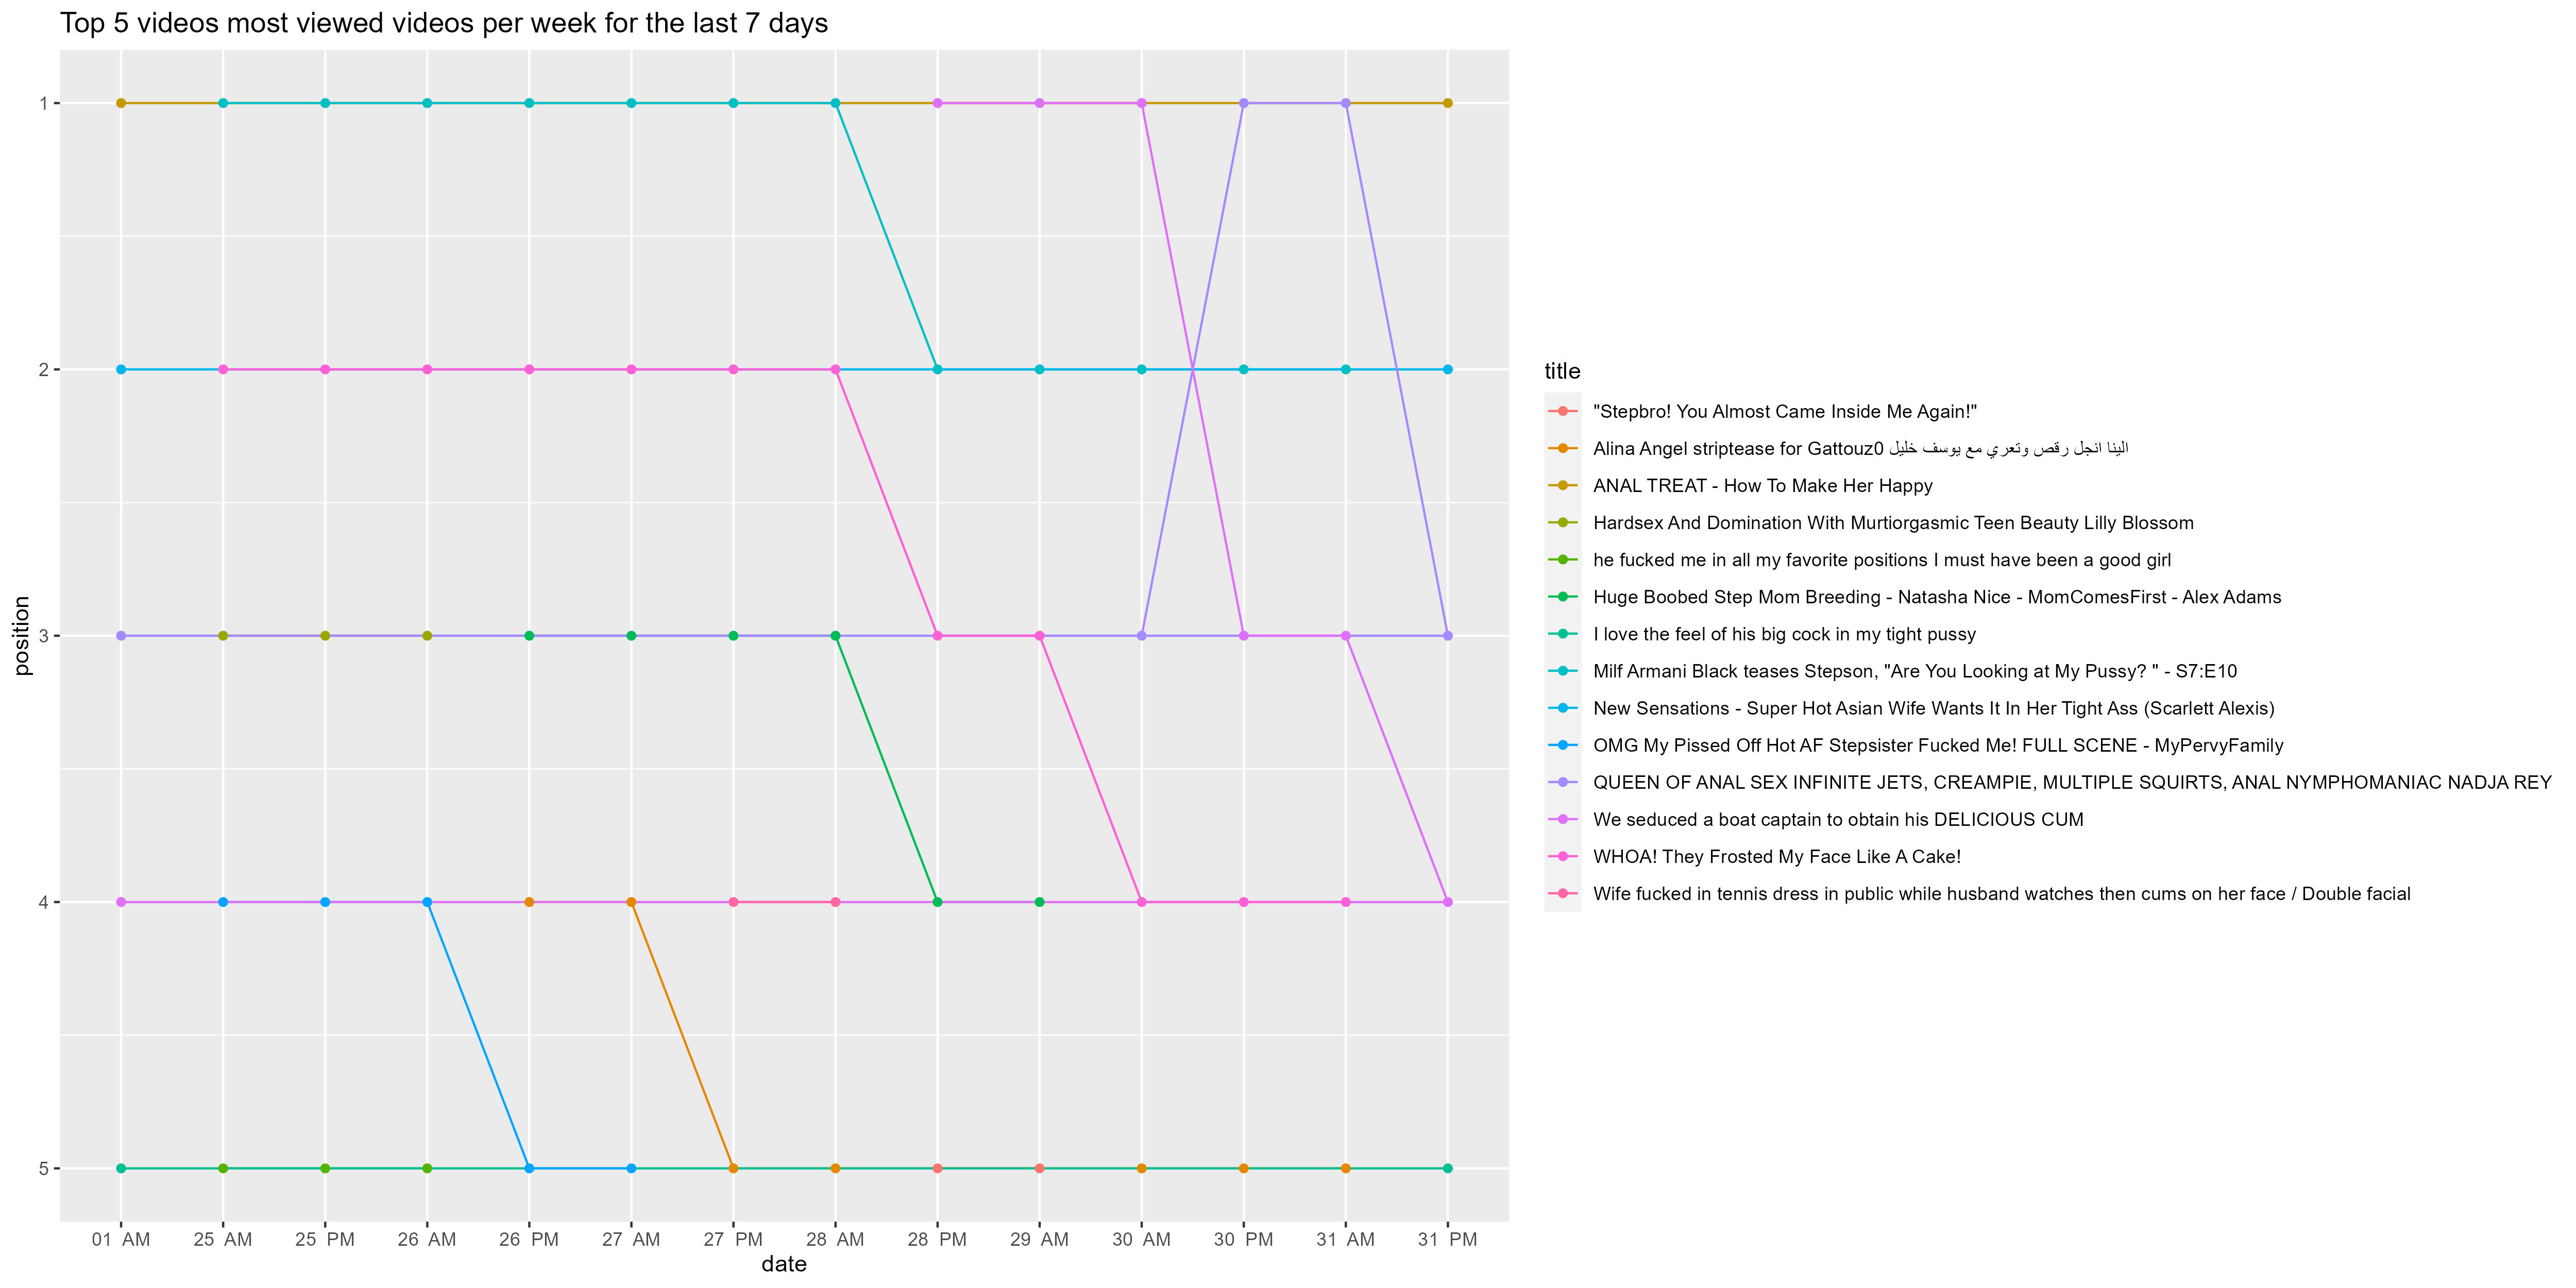 Top 5 videos most viewed videos per week for the last 7 days
position
1
2
3
4
5
01 AM
25 AM
25 PM
26 AM
26 PM
27 AM
27 PM
28 AM
28 PM
29 AM
30 AM
30 PM
31 AM
31 PM
date
title
"Stepbro! You Almost Came Inside Me Again!"
Alina Angel striptease for Gattouz0 الينا انجل رقص وتعري مع يوسف خليل
ANAL TREAT - How To Make Her Happy
Hardsex And Domination With Murtiorgasmic Teen Beauty Lilly Blossom
he fucked me in all my favorite positions I must have been a good girl
Huge Boobed Step Mom Breeding - Natasha Nice - MomComesFirst - Alex Adams
I love the feel of his big cock in my tight pussy
Milf Armani Black teases Stepson, "Are You Looking at My Pussy? " - S7:E10
New Sensations - Super Hot Asian Wife Wants It In Her Tight Ass (Scarlett Alexis)
OMG My Pissed Off Hot AF Stepsister Fucked Me! FULL SCENE - MyPervyFamily
QUEEN OF ANAL SEX INFINITE JETS, CREAMPIE, MULTIPLE SQUIRTS, ANAL NYMPHOMANIAC NADJA REY
We seduced a boat captain to obtain his DELICIOUS CUM
WHOA! They Frosted My Face Like A Cake!
Wife fucked in tennis dress in public while husband watches then cums on her face / Double facial